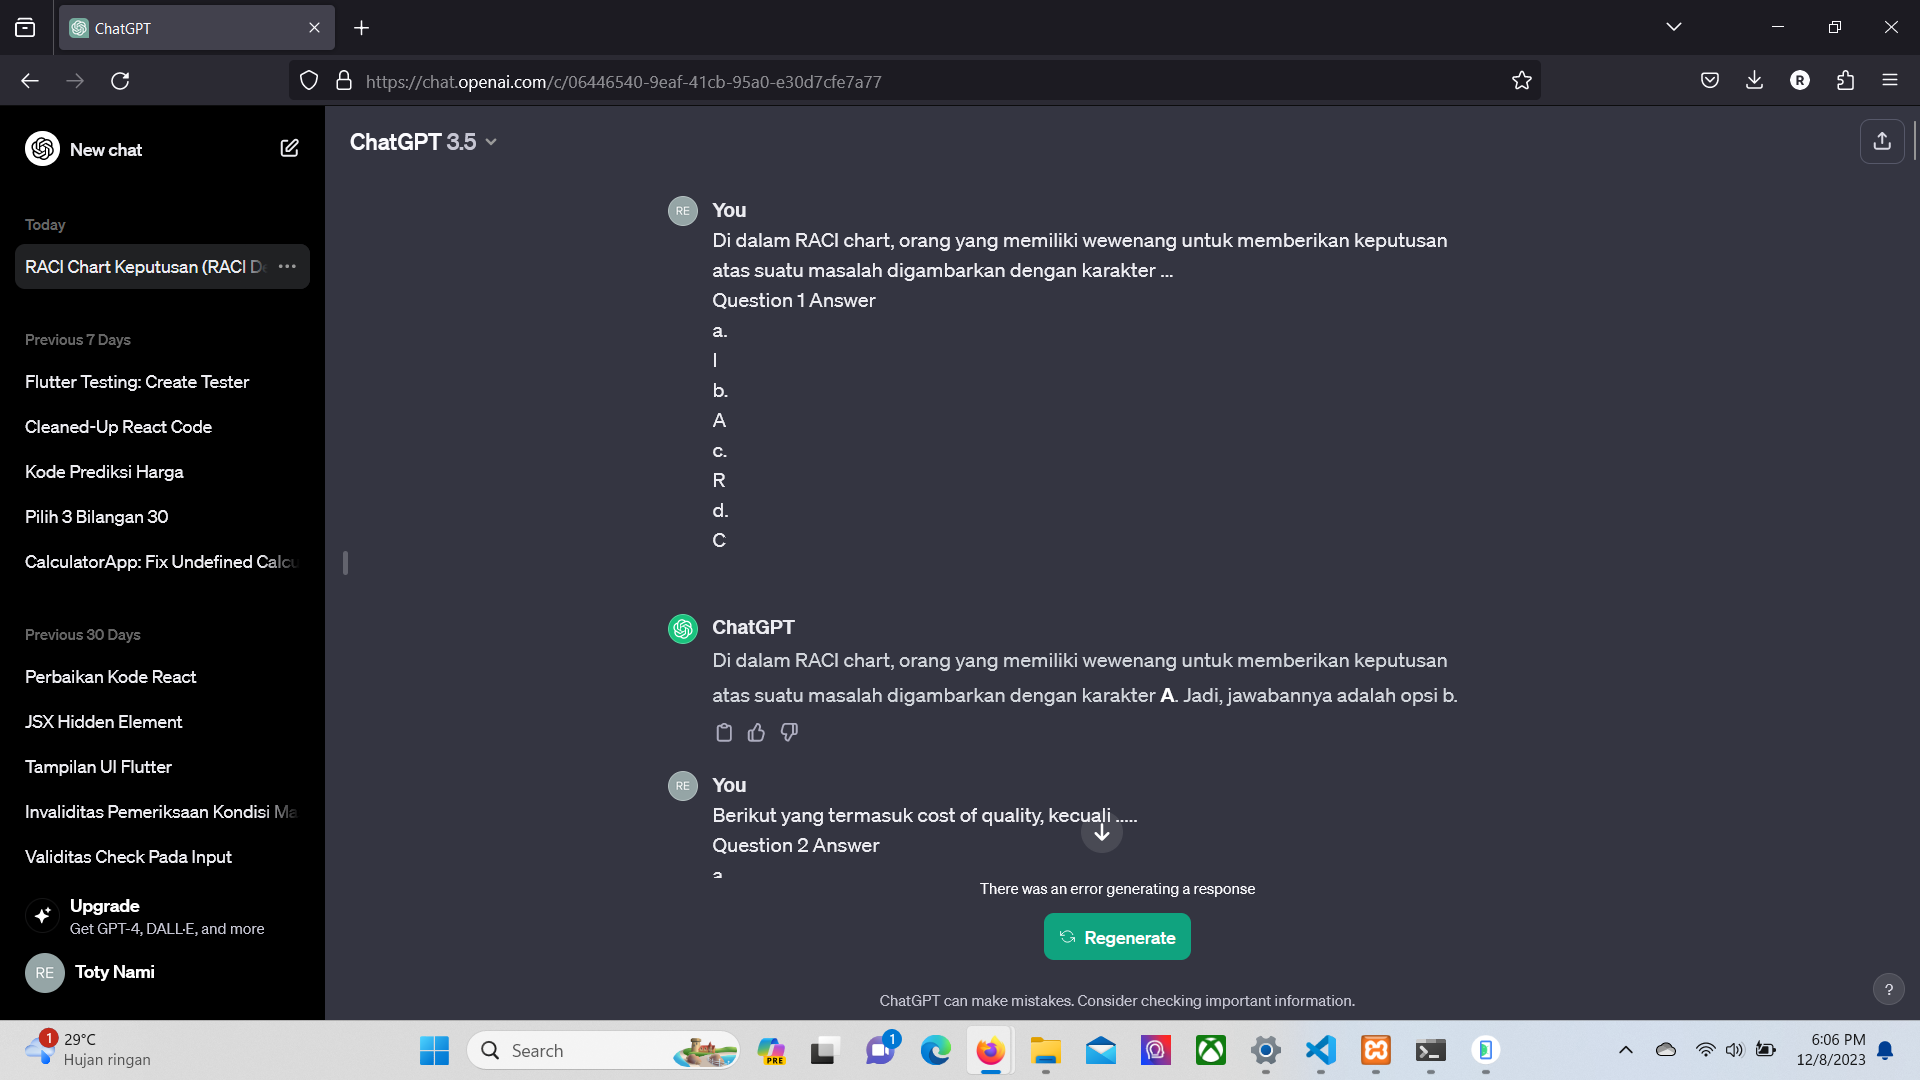 ChatGPT
https://chat.openai.com/c/06446540-9eaf-41cb-95a0-e30d7cfe7a77
R
New chat
Today
RACI Chart Keputusan (RACI De
Previous 7 Days
Flutter Testing: Create Tester
Cleaned-Up React Code
Kode Prediksi Harga
Pilih 3 Bilangan 30
CalculatorApp: Fix Undefined Calcu
Previous 30 Days
Perbaikan Kode React
JSX Hidden Element
Tampilan UI Flutter
Invaliditas Pemeriksaan Kondisi Ma
Validitas Check Pada Input
Upgrade
Get GPT-4, DALL·E, and more
RE
Toty Nami
ChatGPT 3.5
RE
You
Di dalam RACI chart, orang yang memiliki wewenang untuk memberikan keputusan
atas suatu masalah digambarkan dengan karakter ...
Question 1 Answer
a.
I
b.
A
c.
R
d.
C
ChatGPT
Di dalam RACI chart, orang yang memiliki wewenang untuk memberikan keputusan
atas suatu masalah digambarkan dengan karakter A. Jadi, jawabannya adalah opsi b.
RE
You
Berikut yang termasuk cost of quality, kecuali .....
Question 2 Answer
a.
There was an error generating a response
Regenerate
ChatGPT can make mistakes. Consider checking important information.
?
1
29°C
Hujan ringan
Search
PRE
1
6:06 PM
12/8/2023